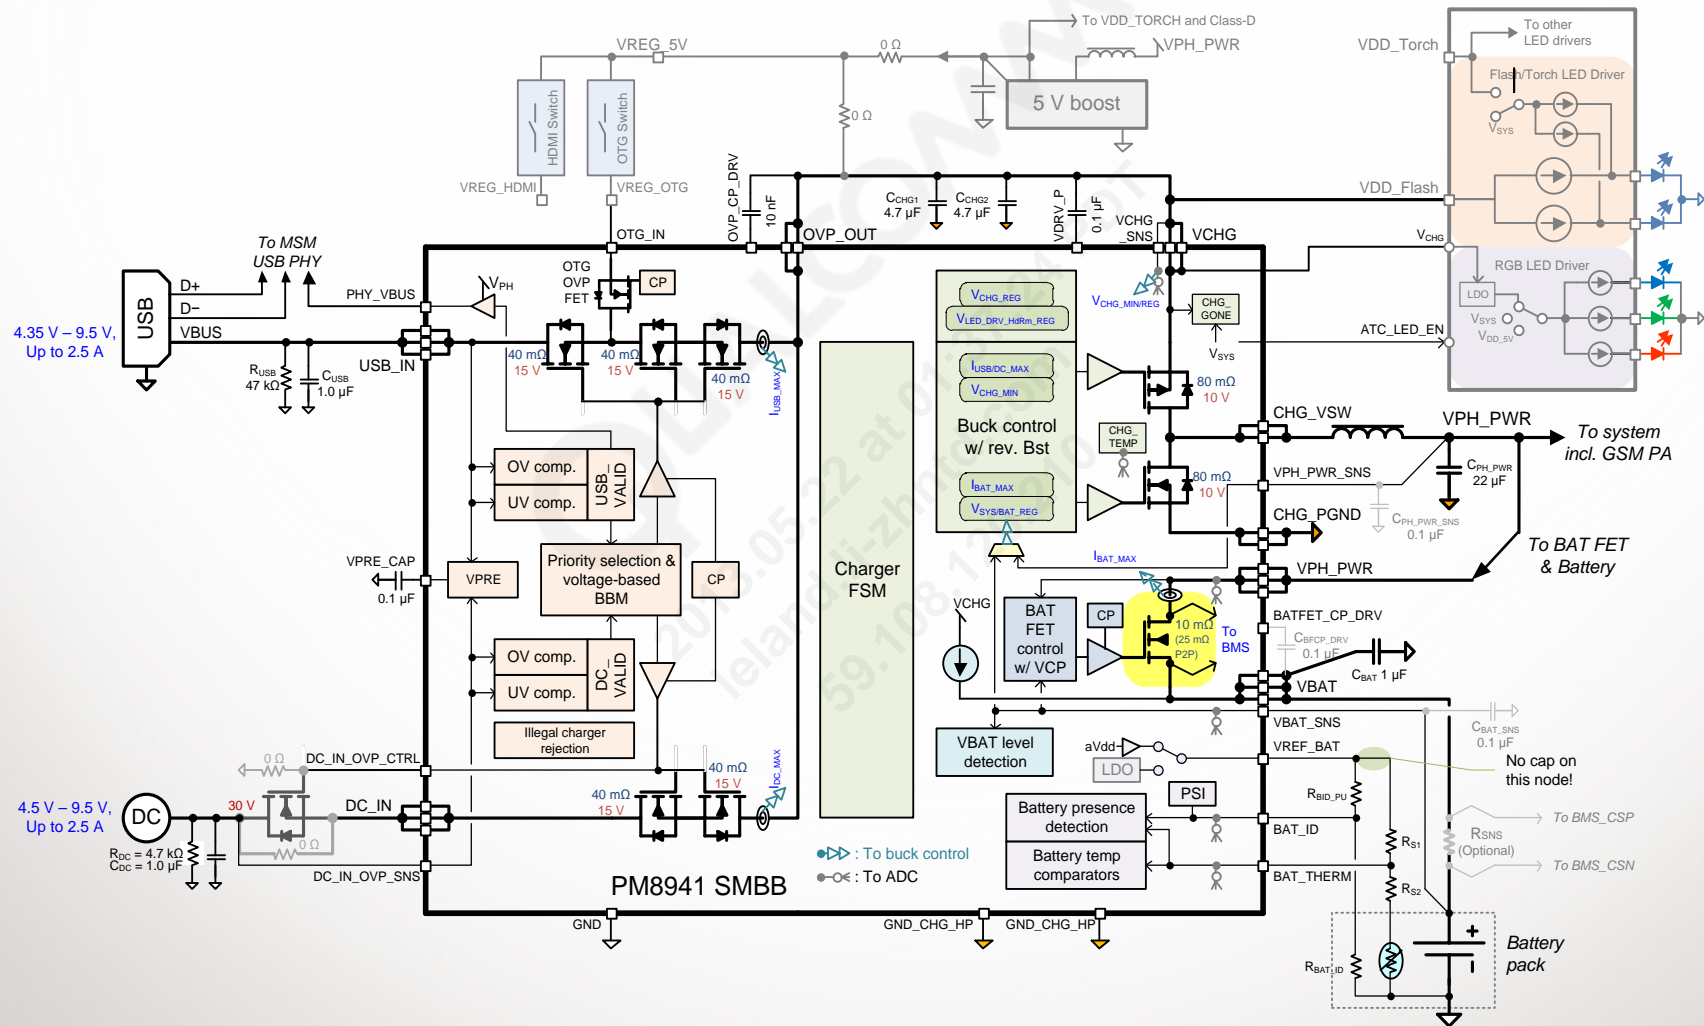 To VDD_TORCH and Class-D
VREG_5V
0 Ω
VPH_PWR
5 V boost
0 Ω
HDMI Switch
OTG Switch
VREG_HDMI
VREG_OTG
VDD_Torch
To other
LED drivers
Flash/Torch LED Driver
VSYS
VDD_Flash
VCHG
RGB LED Driver
LDO
VSYS
VDD_5V
ATC_LED_EN
OVP_CP_DRV
10 nF
CCHG1
4.7 µF
CCHG2
4.7 µF
VDRV_P
0.1 µF
VCHG
_SNS
OTG_IN
OVP_OUT
VCHG
To MSM
USB PHY
USB
D+
D−
VBUS
4.35 V – 9.5 V,
Up to 2.5 A
PHY_VBUS
VPH
USB_IN
RUSB
47 kΩ
CUSB
1.0 µF
OTG
OVP
FET
CP
40 mΩ
15 V
40 mΩ
15 V
40 mΩ
15 V
IUSB_MAX
VCHG_REG
VLED_DRV_HdRm_REG
IUSB/DC_MAX
VCHG_MIN
Buck control
w/ rev. Bst
IBAT_MAX
VSYS/BAT_REG
VCHG_MIN/REG
CHG_
GONE
VSYS
80 mΩ
10 V
CHG_
TEMP
80 mΩ
10 V
CHG_VSW
VPH_PWR
To system
incl. GSM PA
VPH_PWR_SNS
CPH_PWR
22 µF
CPH_PWR_SNS
0.1 µF
CHG_PGND
To BAT FET
& Battery
OV comp.
UV comp.
USB_
VALID
VPRE_CAP
0.1 µF
VPRE
Priority selection &
voltage-based
BBM
CP
OV comp.
UV comp.
DC_
VALID
Illegal charger
rejection
Charger
FSM
IBAT_MAX
VPH_PWR
VCHG
BAT
FET
control
w/ VCP
CP
10 mΩ
(25 mΩ
P2P)
To
BMS
BATFET_CP_DRV
CBFCP_DRV
0.1 µF
CBAT 1 µF
VBAT
VBAT_SNS
CBAT_SNS
0.1 µF
VBAT level
detection
aVdd
LDO
VREF_BAT
No cap on
this node!
PSI
Battery presence
detection
Battery temp
comparators
RBID_PU
BAT_ID
RS1
BAT_THERM
RS2
RSNS
(Optional)
To BMS_CSP
To BMS_CSN
0 Ω
DC_IN_OVP_CTRL
4.5 V – 9.5 V,
Up to 2.5 A
DC
30 V
DC_IN
0 Ω
RDC = 4.7 kΩ
CDC = 1.0 µF
DC_IN_OVP_SNS
40 mΩ
15 V
40 mΩ
15 V
IDC_MAX
: To buck control
: To ADC
PM8941 SMBB
GND
GND_CHG_HP
GND_CHG_HP
RBAT_ID
+
Battery
pack